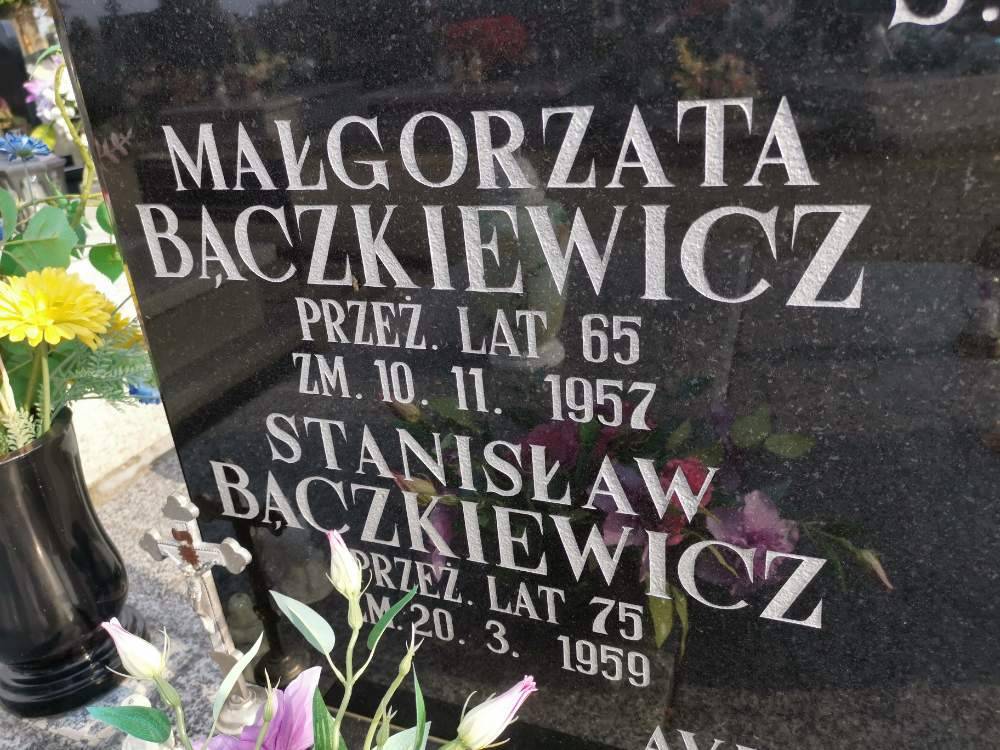 MAŁGORZATA
BĄCZKIEWICZ
PRZEŻ. LAT 65
ZM. 10. 11. 1957
STANISŁAW
BĄCZKIEWICZ
PRZEŻ. LAT 75
ZM. 20. 3. 1959